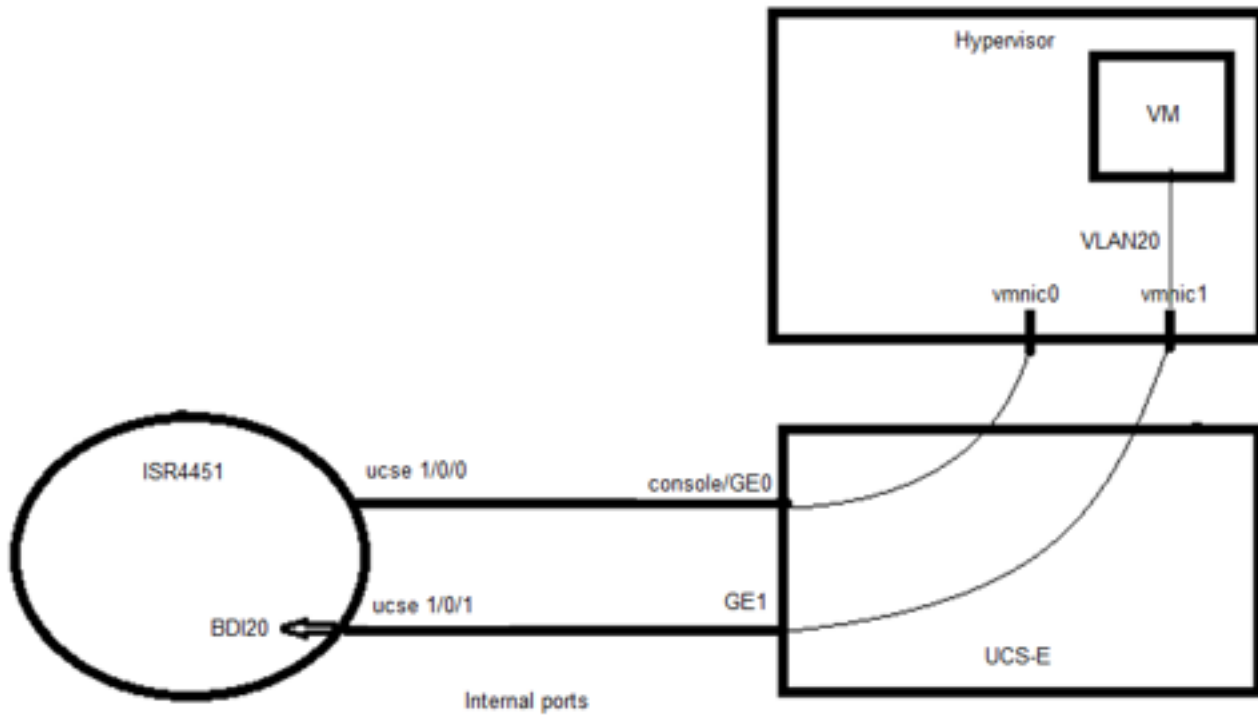 Hypervisor
VM
VLAN20
vmnic0
vmnic1
ISR4451
ucse 1/0/0
console/GE0
ucse 1/0/1
GE1
BDI20
UCS-E
Internal ports